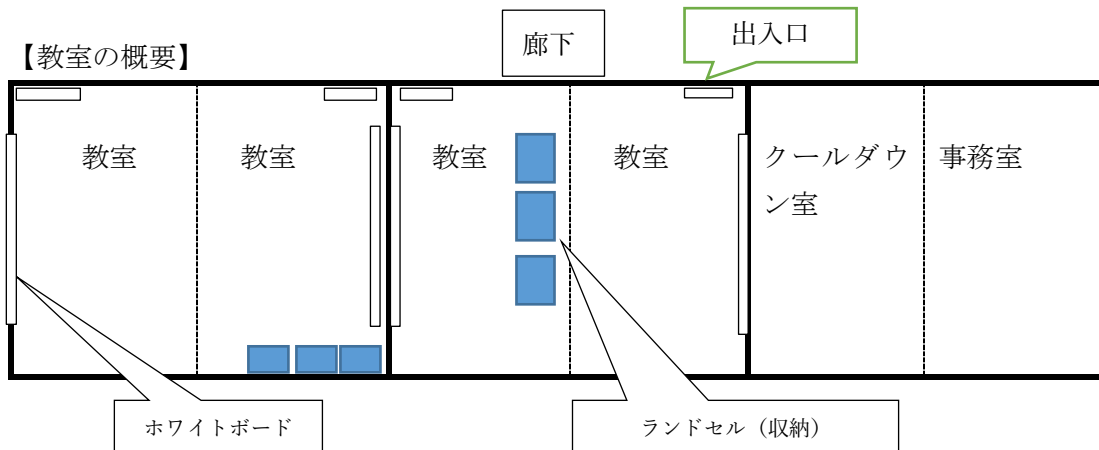 廊下
出入口
【教室の概要】
教室
教室
教室
教室
クールダウ
ン室
事務室
ホワイトボード
ランドセル（収納）